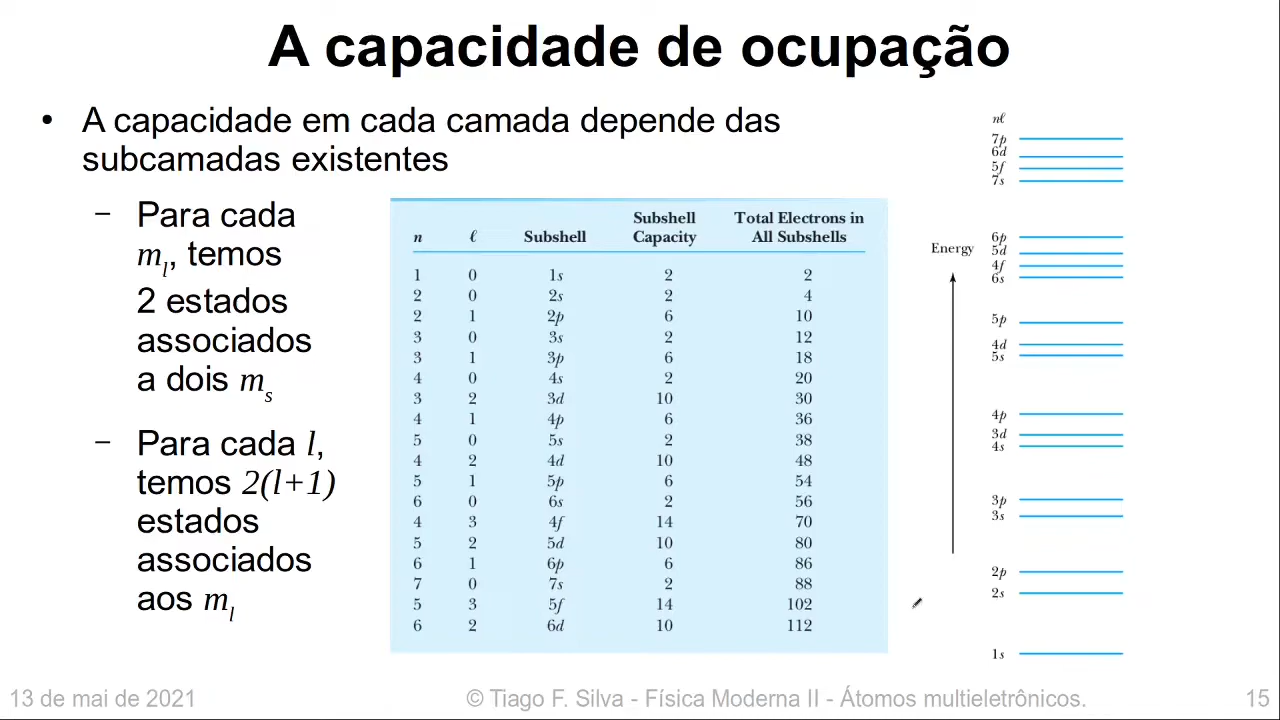 A capacidade de ocupação
• A capacidade em cada camada depende das
subcamadas existentes
– Para cada
ml, temos
2 estados
associados
a dois ms
– Para cada l,
temos 2(l+1)
estados
associados
aos ml
n ℓ Subshell Subshell Capacity Total Electrons in All Subshells
1 0 1s 2 2
2 0 2s 2 4
2 1 2p 6 10
3 0 3s 2 12
3 1 3p 6 18
4 0 4s 2 20
3 2 3d 10 30
4 1 4p 6 36
5 0 5s 2 38
4 2 4d 10 48
5 1 5p 6 54
6 0 6s 2 56
4 3 4f 14 70
5 2 5d 10 80
6 1 6p 6 86
7 0 7s 2 88
5 3 5f 14 102
6 2 6d 10 112
nℓ
7p
6d
5f
7s
Energy
6p
5d
4f
6s
5p
4d
5s
4p
3d
4s
3p
3s
2p
2s
1s
13 de mai de 2021
© Tiago F. Silva - Física Moderna II - Átomos multieletrônicos.
15